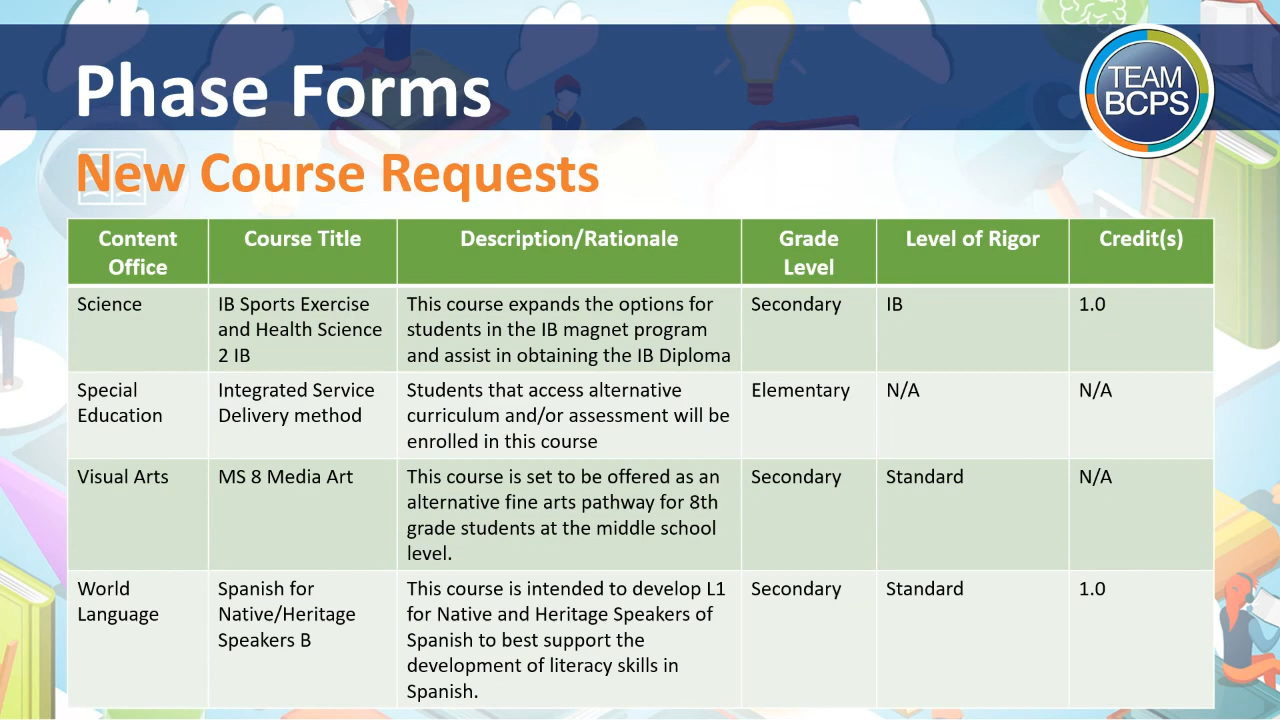 Phase Forms
TEAM
BCPS
New Course Requests
Content
Office
Course Title
Description/Rationale
Grade
Level
Level of Rigor
Credit(s)
Science
IB Sports Exercise
and Health Science
2 IB
This course expands the options for
students in the IB magnet program
and assist in obtaining the IB Diploma
Secondary
IB
1.0
Special
Education
Integrated Service
Delivery method
Students that access alternative
curriculum and/or assessment will be
enrolled in this course
Elementary
N/A
N/A
Visual Arts
MS 8 Media Art
This course is set to be offered as an
alternative fine arts pathway for 8th
grade students at the middle school
level.
Secondary
Standard
N/A
World
Language
Spanish for
Native/Heritage
Speakers B
This course is intended to develop L1
for Native and Heritage Speakers of
Spanish to best support the
development of literacy skills in
Spanish.
Secondary
Standard
1.0